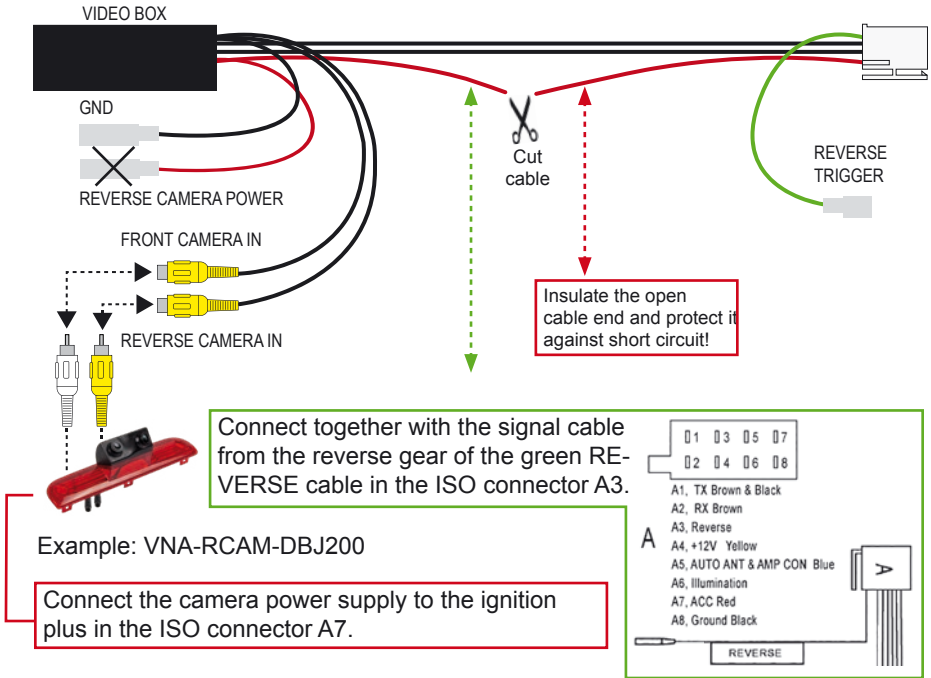 VIDEO BOX
GND
REVERSE CAMERA POWER
Cut
cable
REVERSE
TRIGGER
FRONT CAMERA IN
REVERSE CAMERA IN
Insulate the open
cable end and protect it
against short circuit!
Connect together with the signal cable
from the reverse gear of the green RE-
VERSE cable in the ISO connector A3.
1 3 5 7
2 4 6 8
A1, TX Brown & Black
A2, RX Brown
A3, Reverse
A4, +12V Yellow
A5, AUTO ANT & AMP CON Blue
A6, Illumination
A7, ACC Red
A8, Ground Black
A
A
REVERSE
Example: VNA-RCAM-DBJ200
Connect the camera power supply to the ignition
plus in the ISO connector A7.